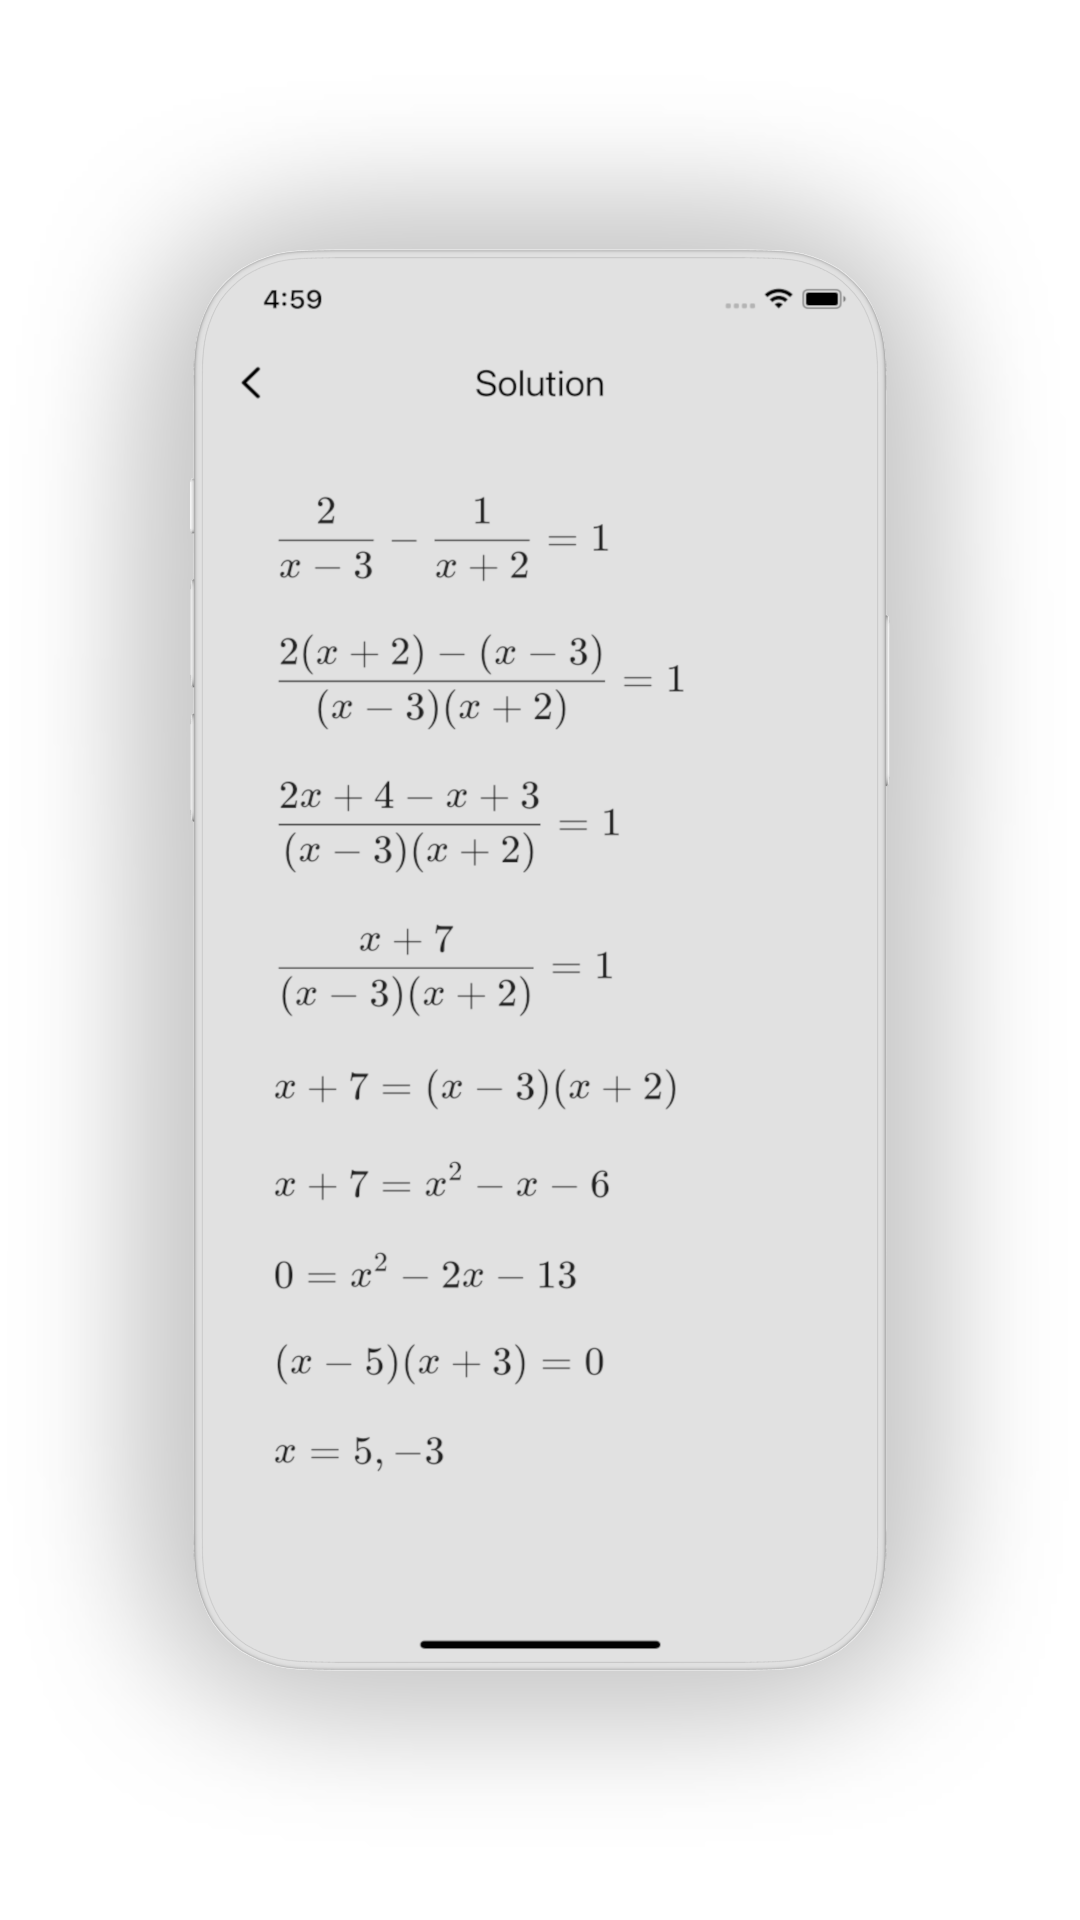 4:59
Solution
\frac{2}{x - 3} - \frac{1}{x + 2} = 1
\frac{2(x + 2) - (x - 3)}{(x - 3)(x + 2)} = 1
\frac{2x + 4 - x + 3}{(x - 3)(x + 2)} = 1
\frac{x + 7}{(x - 3)(x + 2)} = 1
x + 7 = (x - 3)(x + 2)
x + 7 = x^2 - x - 6
0 = x^2 - 2x - 13
(x - 5)(x + 3) = 0
x = 5, -3